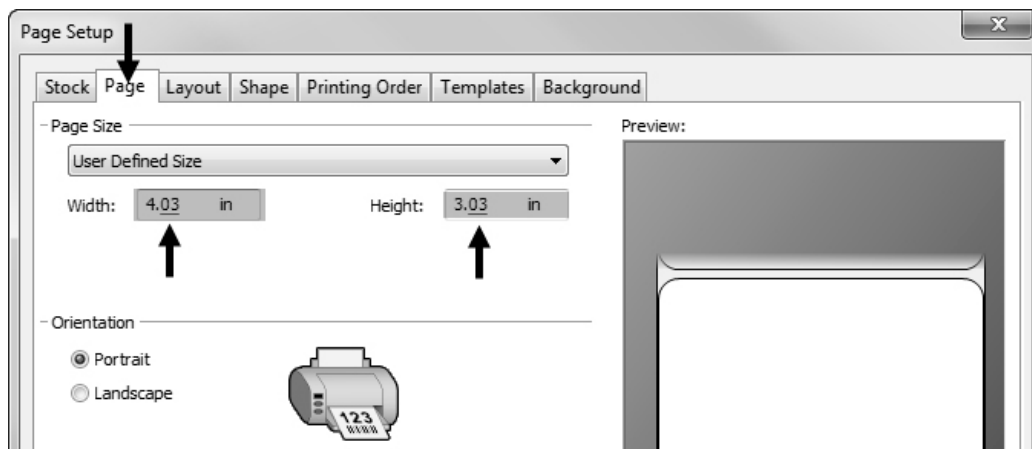 Page Setup
X
Stock Page Layout Shape Printing Order Templates Background
Page Size
Preview:
User Defined Size
Width: 4.03 in Height: 3.03 in
Orientation
Portrait
Landscape
123